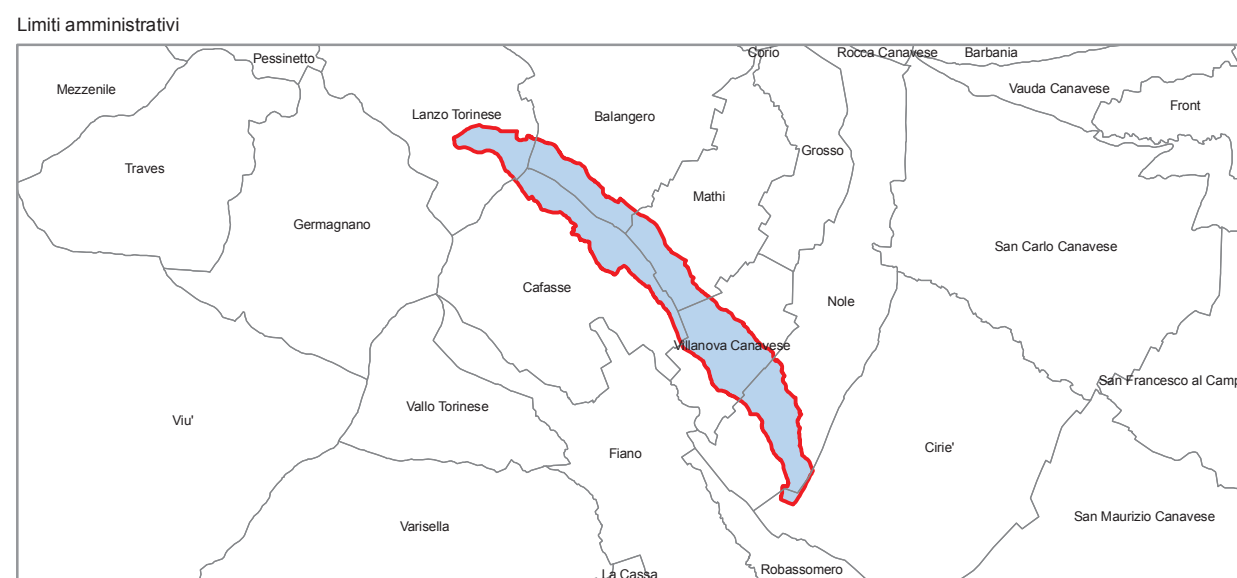 Limiti amministrativi
Pessinetto
Corio
Rocca Canavese
Barbania
Mezzenile
Vauda Canavese
Front
Lanzo Torinese
Balangero
Grosso
Traves
Mathi
Germagnano
San Carlo Canavese
Cafasse
Nole
Villanova Canavese
San Francesco al Camp
Vallo Torinese
Viu'
Cirie'
Fiano
Varisella
San Maurizio Canavese
La Cassa
Robassomero